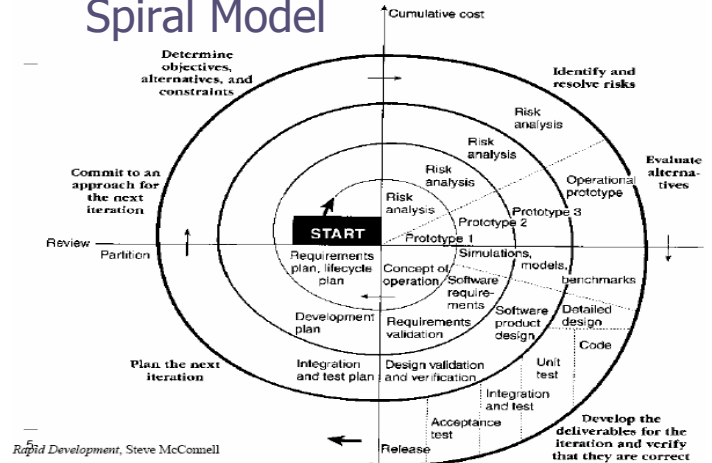 Spiral Model
Cumulative cost
Determine
objectives,
alternatives, and
constraints
Identify and
resolve risks
Risk
analysis
Risk
analysis
Risk
analysis
Risk
analysis
Commit to an
approach for
the next
iteration
Evaluate
alterna-
tives
Operational
prototype
Prototype 3
Prototype 2
Prototype 1
START
Review
Partition
Requirements
plan, lifecycle
plan
Concept of
operation
Simulations,
models,
benchmarks
Software
require-
ments
Development
plan
Requirements
validation
Software
product
design
Detailed
design
Code
Unit
test
Plan the next
iteration
Integration
and test plan
Design validation
and verification
Integration
and test
Acceptance
test
Release
Develop the
deliverables for the
iteration and verify
that they are correct
5
Rapid Development, Steve McConnell